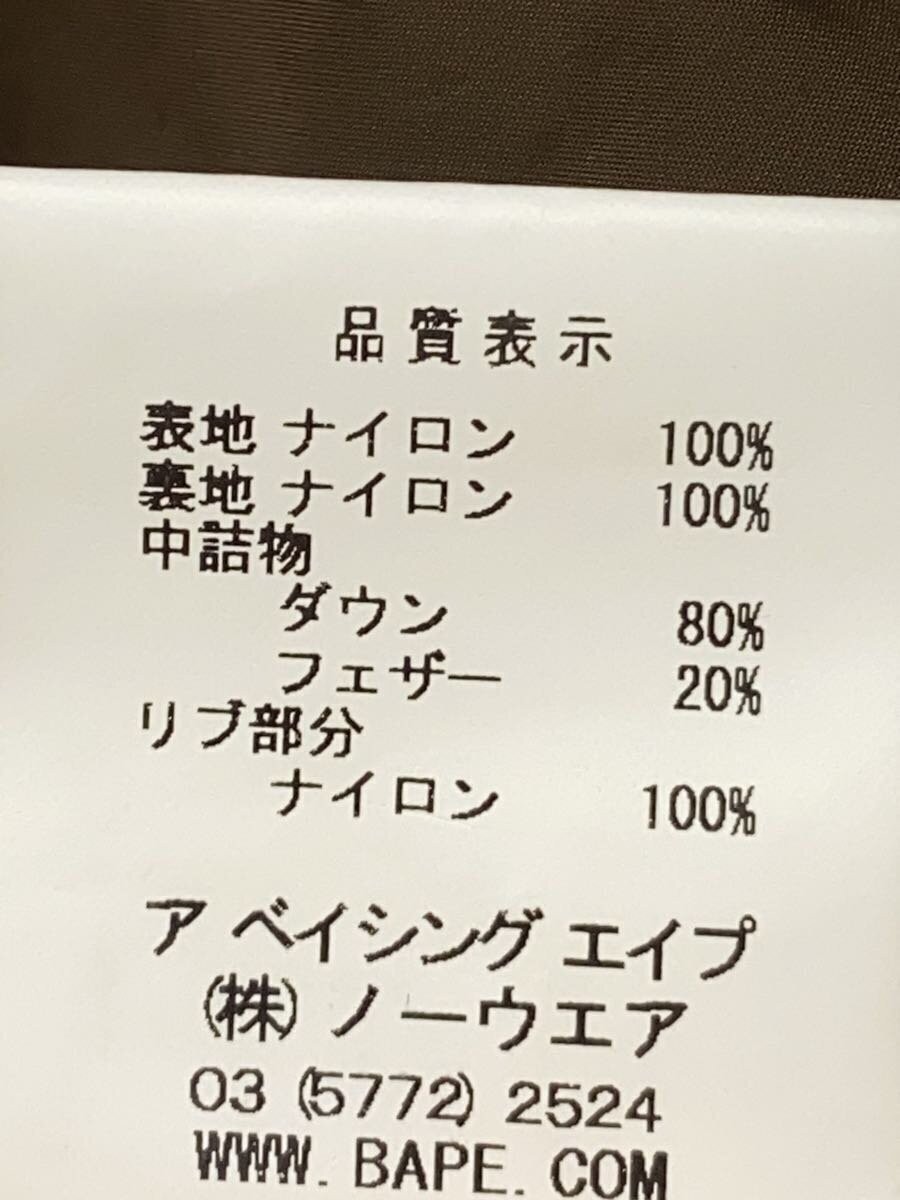 品質表示
表地 ナイロン 100%
裏地 ナイロン 100%
中詰物
ダウン 80%
フェザー 20%
リブ部分
ナイロン 100%
ア ベイシング エイプ
(株)ノーウエア
03 (5772) 2524
WWW. BAPE. COM